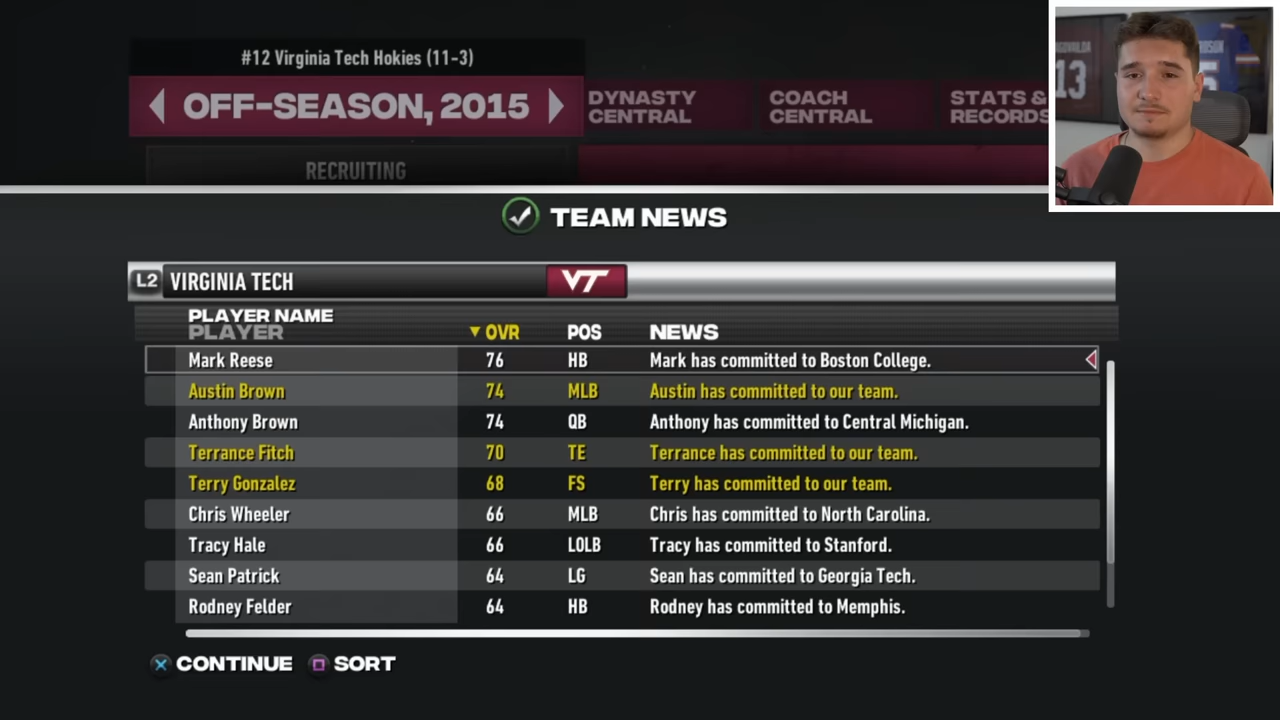 #12 Virginia Tech Hokies (11-3)
OFF-SEASON, 2015
DYNASTY CENTRAL
COACH CENTRAL
STATS & RECORDS
RECRUITING
TEAM NEWS
L2 VIRGINIA TECH VT
PLAYER NAME
PLAYER OVR POS NEWS
Mark Reese 76 HB Mark has committed to Boston College.
Austin Brown 74 MLB Austin has committed to our team.
Anthony Brown 74 QB Anthony has committed to Central Michigan.
Terrance Fitch 70 TE Terrance has committed to our team.
Terry Gonzalez 68 FS Terry has committed to our team.
Chris Wheeler 66 MLB Chris has committed to North Carolina.
Tracy Hale 66 LOLB Tracy has committed to Stanford.
Sean Patrick 64 LG Sean has committed to Georgia Tech.
Rodney Felder 64 HB Rodney has committed to Memphis.
CONTINUE SORT
13